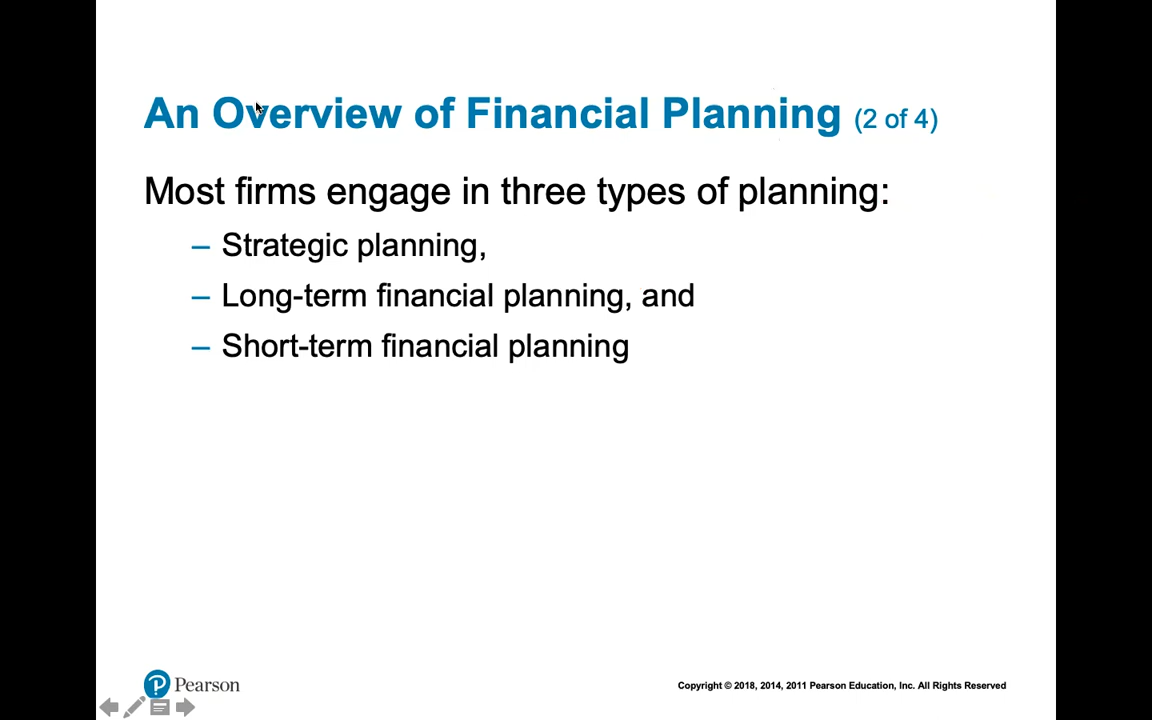 An Overview of Financial Planning (2 of 4)
Most firms engage in three types of planning:
– Strategic planning,
– Long-term financial planning, and
– Short-term financial planning
Pearson
Copyright © 2018, 2014, 2011 Pearson Education, Inc. All Rights Reserved